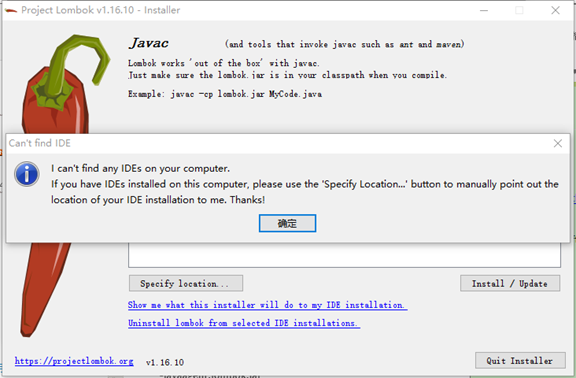 Project Lombok v1.16.10 - Installer
Javac (and tools that invoke javac such as ant and maven)
Lombok works 'out of the box' with javac.
Just make sure the lombok.jar is in your classpath when you compile.
Example: javac -cp lombok.jar MyCode.java
Can't find IDE
I can't find any IDEs on your computer.
If you have IDEs installed on this computer, please use the 'Specify Location...' button to manually point out the
location of your IDE installation to me. Thanks!
确定
Specify location... Install / Update
Show me what this installer will do to my IDE installation.
Uninstall lombok from selected IDE installations.
https://projectlombok.org v1.16.10 Quit Installer